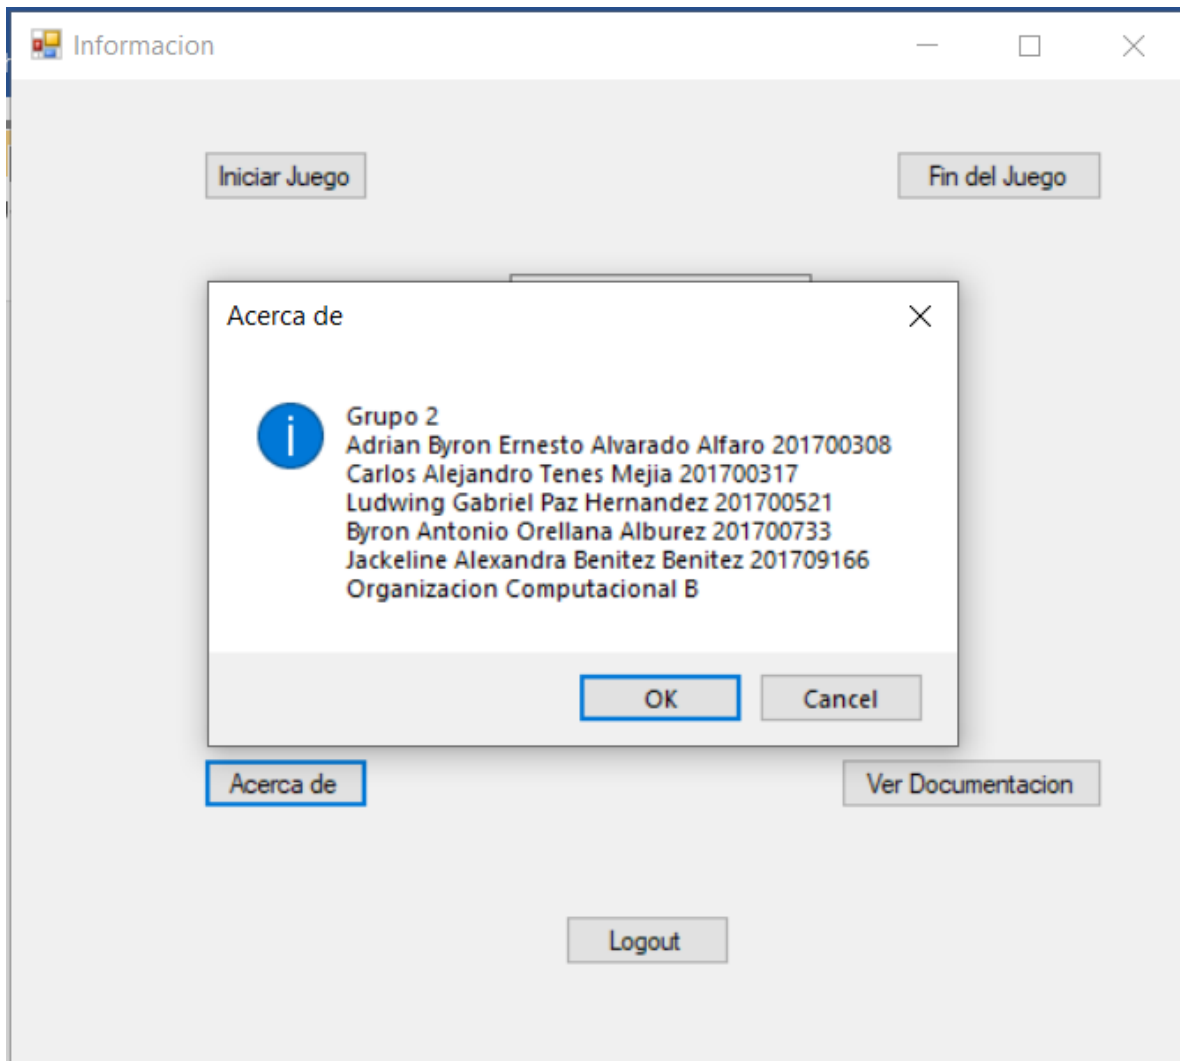 Informacion
Iniciar Juego
Fin del Juego
Acerca de
Grupo 2
Adrian Byron Ernesto Alvarado Alfaro 201700308
Carlos Alejandro Tenes Mejia 201700317
Ludwing Gabriel Paz Hernandez 201700521
Byron Antonio Orellana Alburez 201700733
Jackeline Alexandra Benitez Benitez 201709166
Organizacion Computacional B
OK
Cancel
Acerca de
Ver Documentacion
Logout